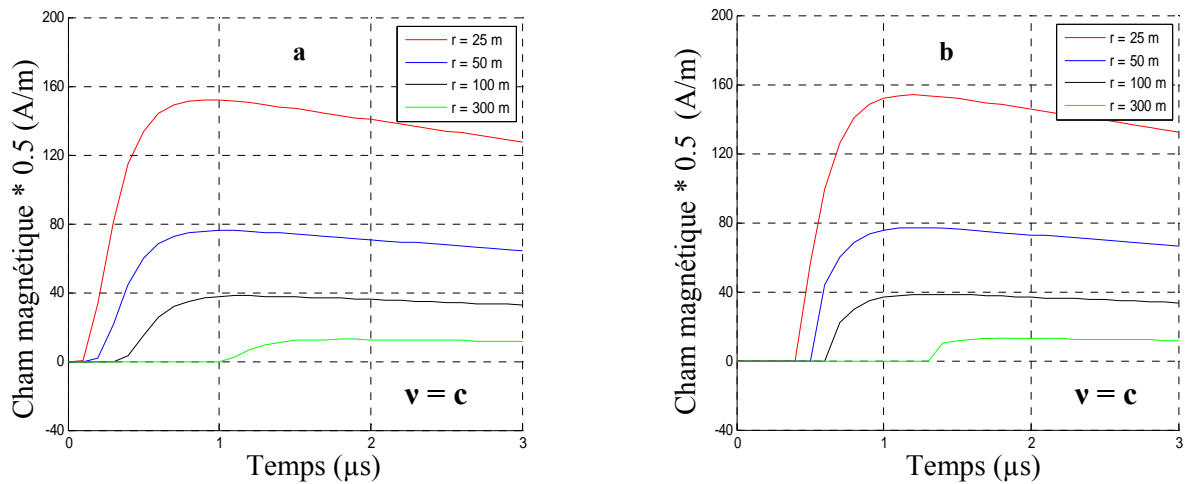 a
r = 25 m
r = 50 m
r = 100 m
r = 300 m
200
160
120
80
40
0
-40
0
1
2
3
Cham magnétique * 0.5 (A/m)
Temps (µs)
ν = c
b
r = 25 m
r = 50 m
r = 100 m
r = 300 m
200
160
120
80
40
0
-40
0
1
2
3
Cham magnétique * 0.5 (A/m)
Temps (µs)
ν = c